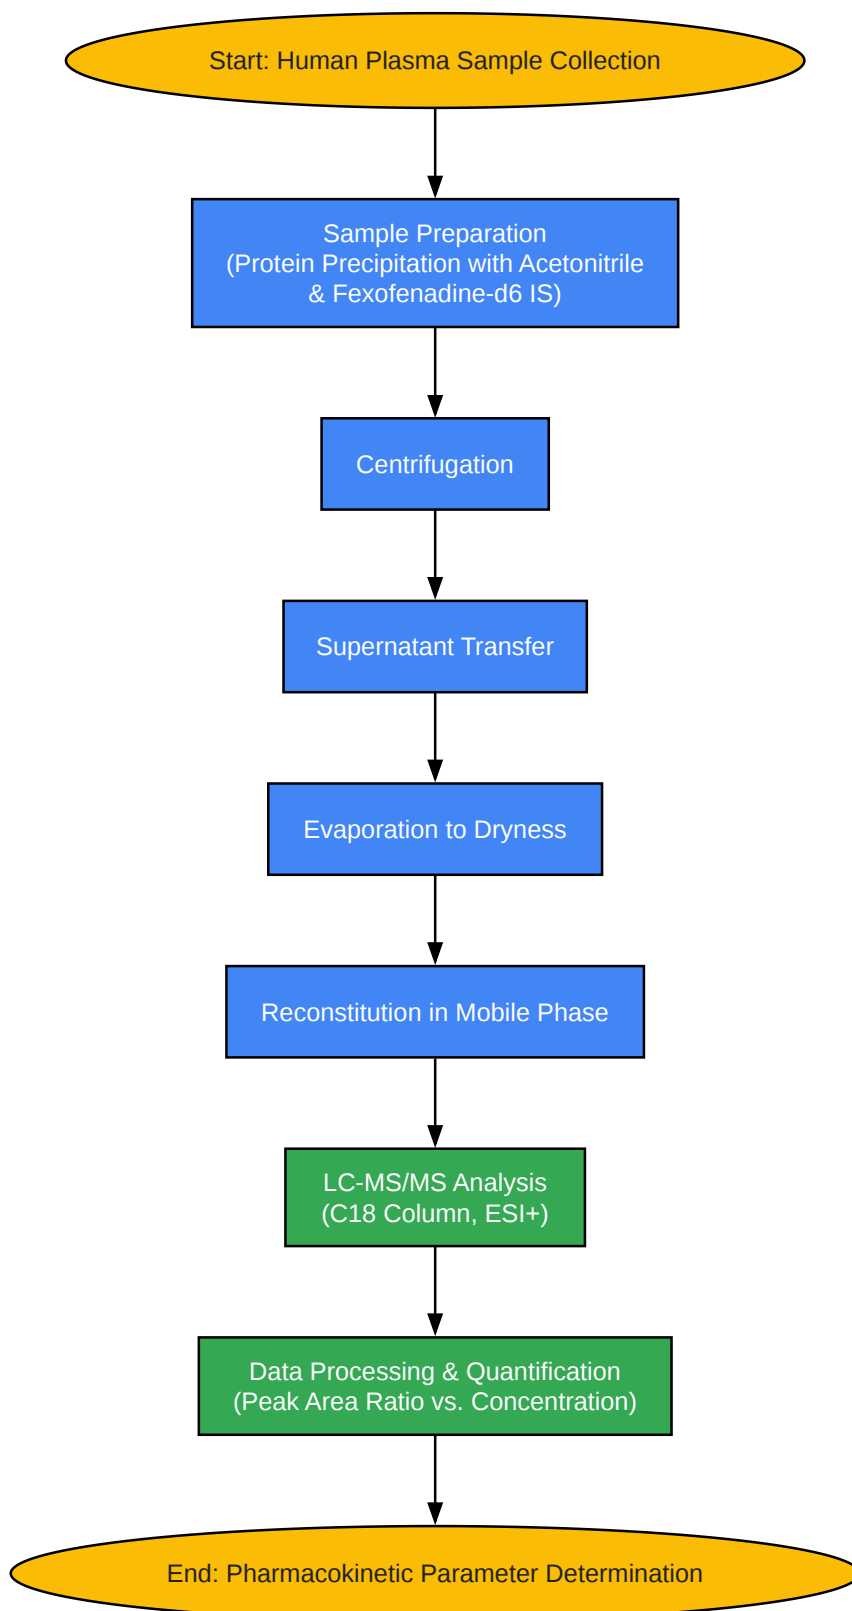 Start: Human Plasma Sample Collection
Sample Preparation
(Protein Precipitation with Acetonitrile
& Fexofenadine-d6 IS)
Centrifugation
Supernatant Transfer
Evaporation to Dryness
Reconstitution in Mobile Phase
LC-MS/MS Analysis
(C18 Column, ESI+)
Data Processing & Quantification
(Peak Area Ratio vs. Concentration)
End: Pharmacokinetic Parameter Determination